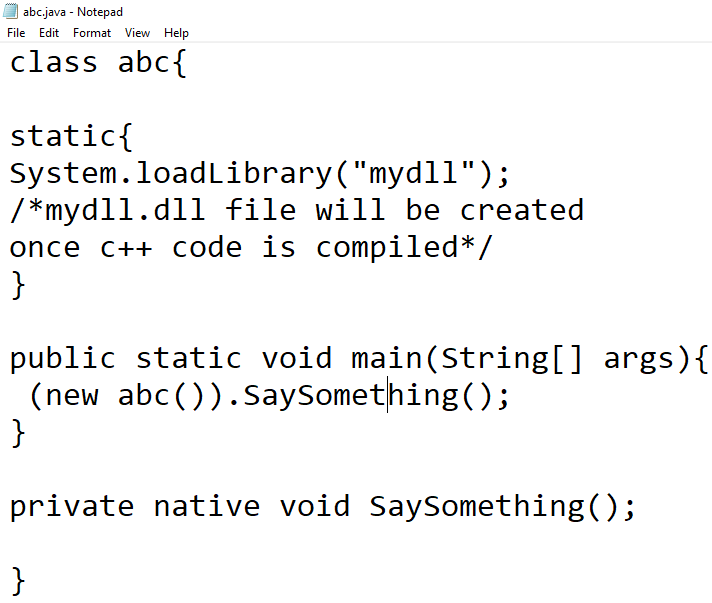 abc.java - Notepad
File Edit Format View Help
class abc{
static{
System.loadLibrary("mydll");
/*mydll.dll file will be created
once c++ code is compiled*/
}
public static void main(String[] args){
(new abc()).SaySomething();
}
private native void SaySomething();
}